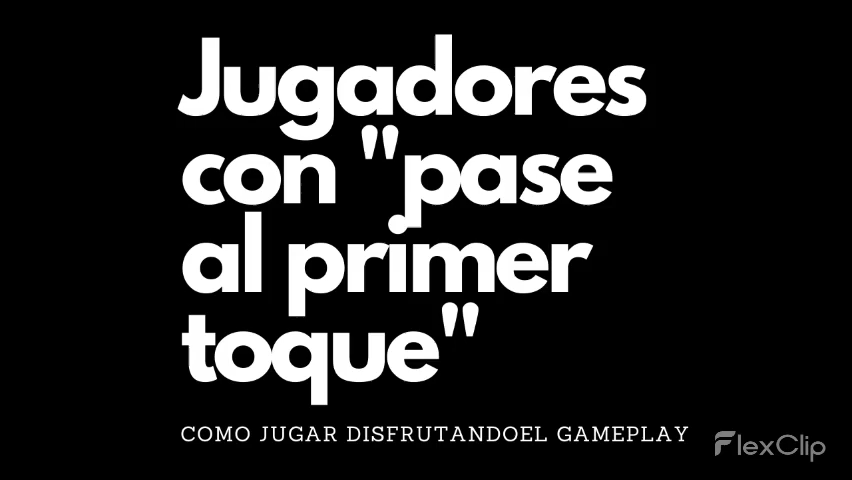 Jugadores
con "pase
al primer
toque"
COMO JUGAR DISFRUTANDOEL GAMEPLAY
FlexClip